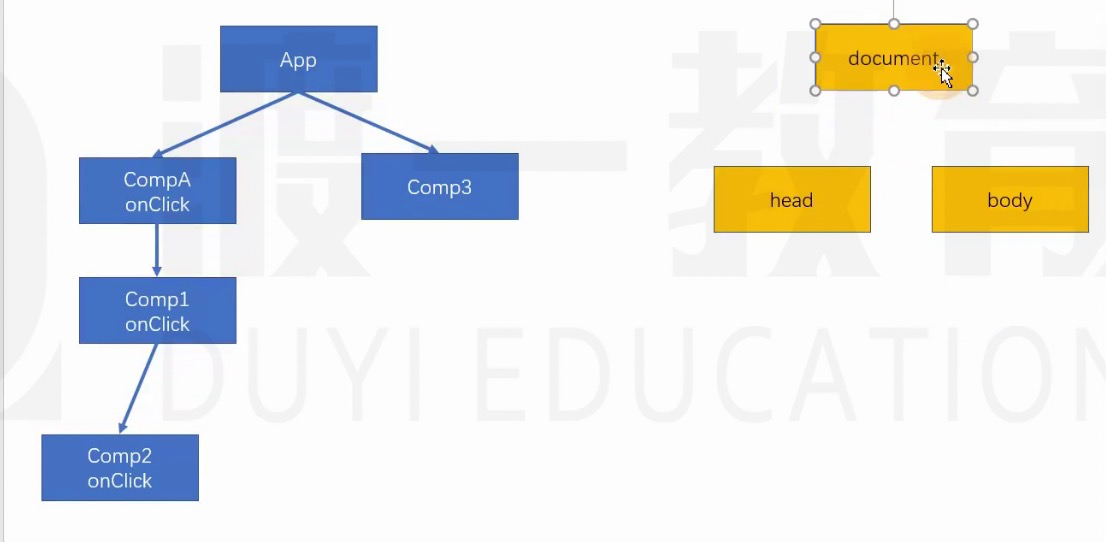 App
document
CompA
onClick
Comp3
head
body
Comp1
onClick
Comp2
onClick
渡一教育
DUYI EDUCATION